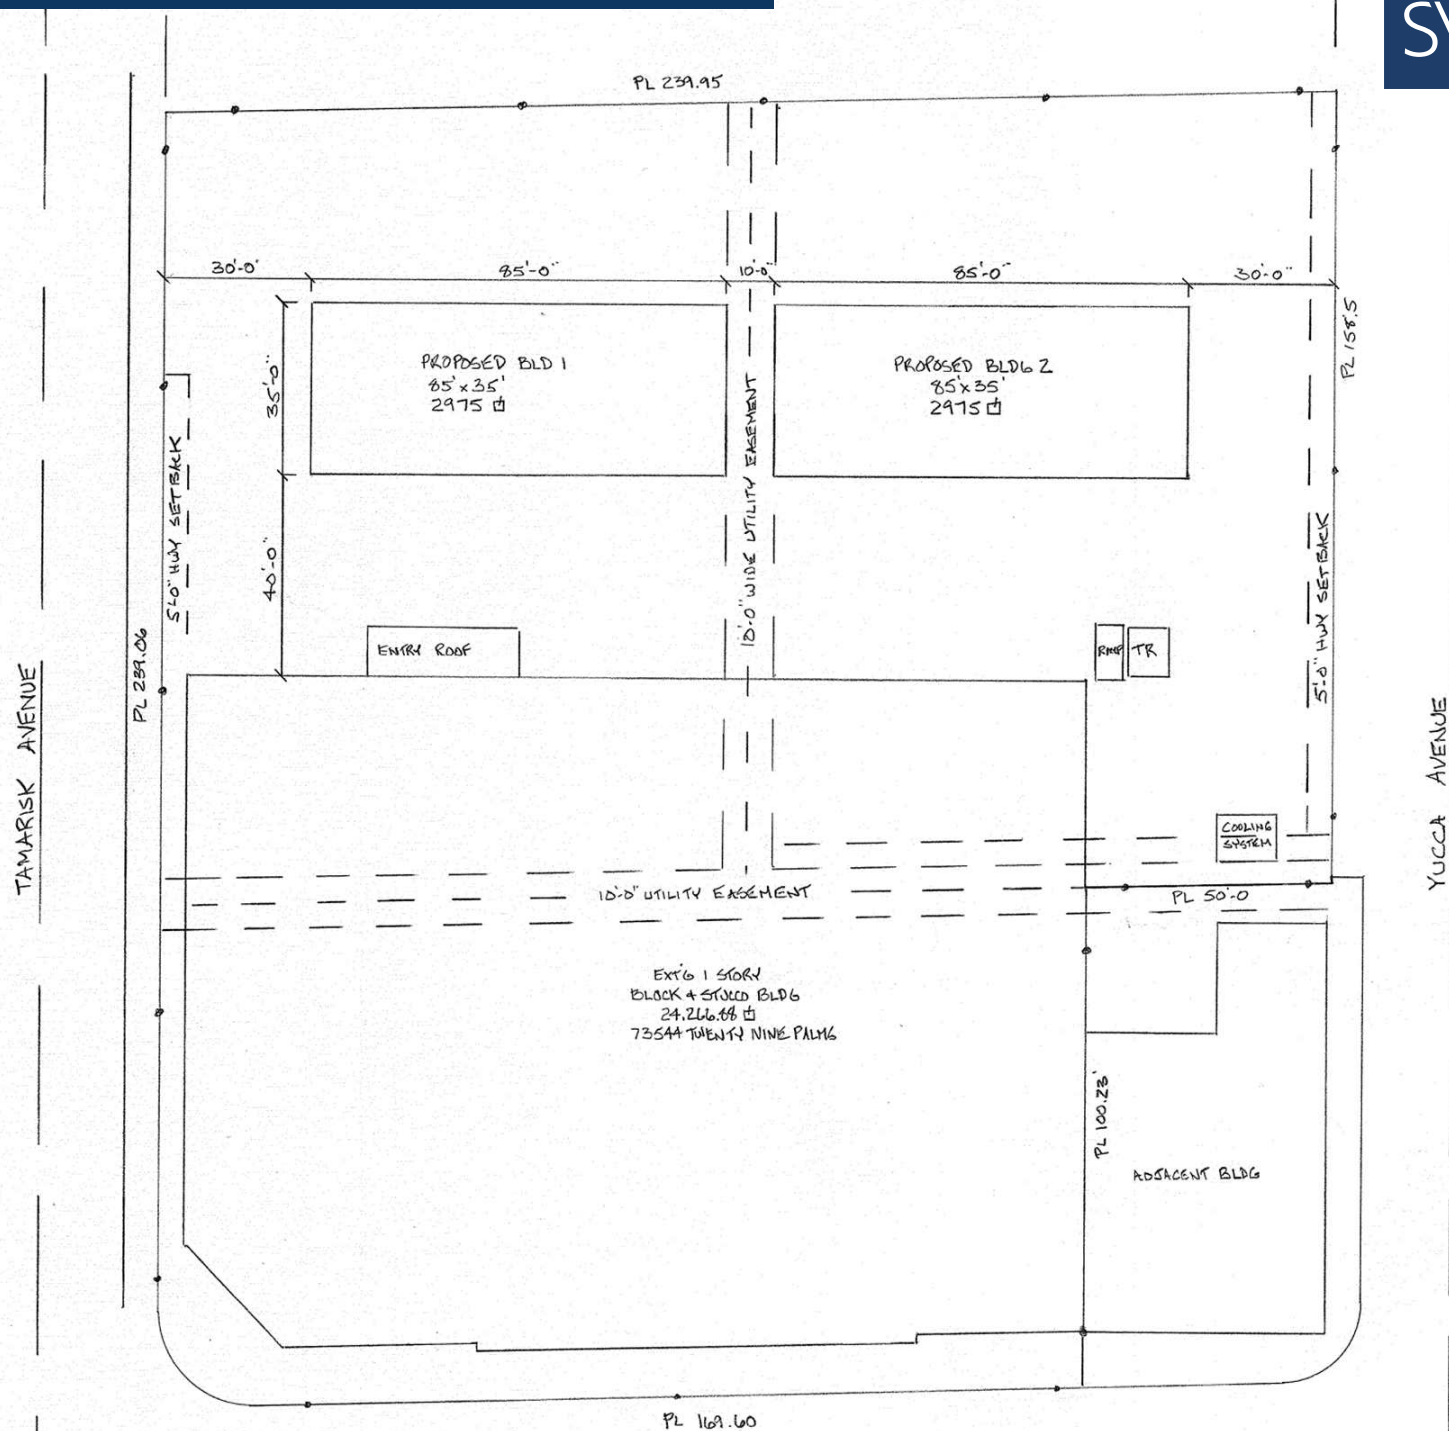 SY
PL 239.95
30'-0"
85'-0"
10'-0"
85'-0"
30'-0"
PROPOSED BLD 1
85'x35'
2975
PROPOSED BLDG 2
85'x35'
2975
35'-0"
40'-0"
PL 158.5
5'-0" HWY SETBACK
10'-0" WIDE UTILITY EASEMENT
5'-0" HWY SETBACK
PL 239.06
TAMARISK AVENUE
YUCCA AVENUE
ENTRY ROOF
RAMP
TR
COOLING
SYSTEM
10'-0" UTILITY EASEMENT
PL 50'-0
EXT'G 1 STORY
BLOCK & STUCCO BLDG
24,266.88
73544 TWENTY NINE PALMS
PL 100.23'
ADJACENT BLDG
PL 169.60